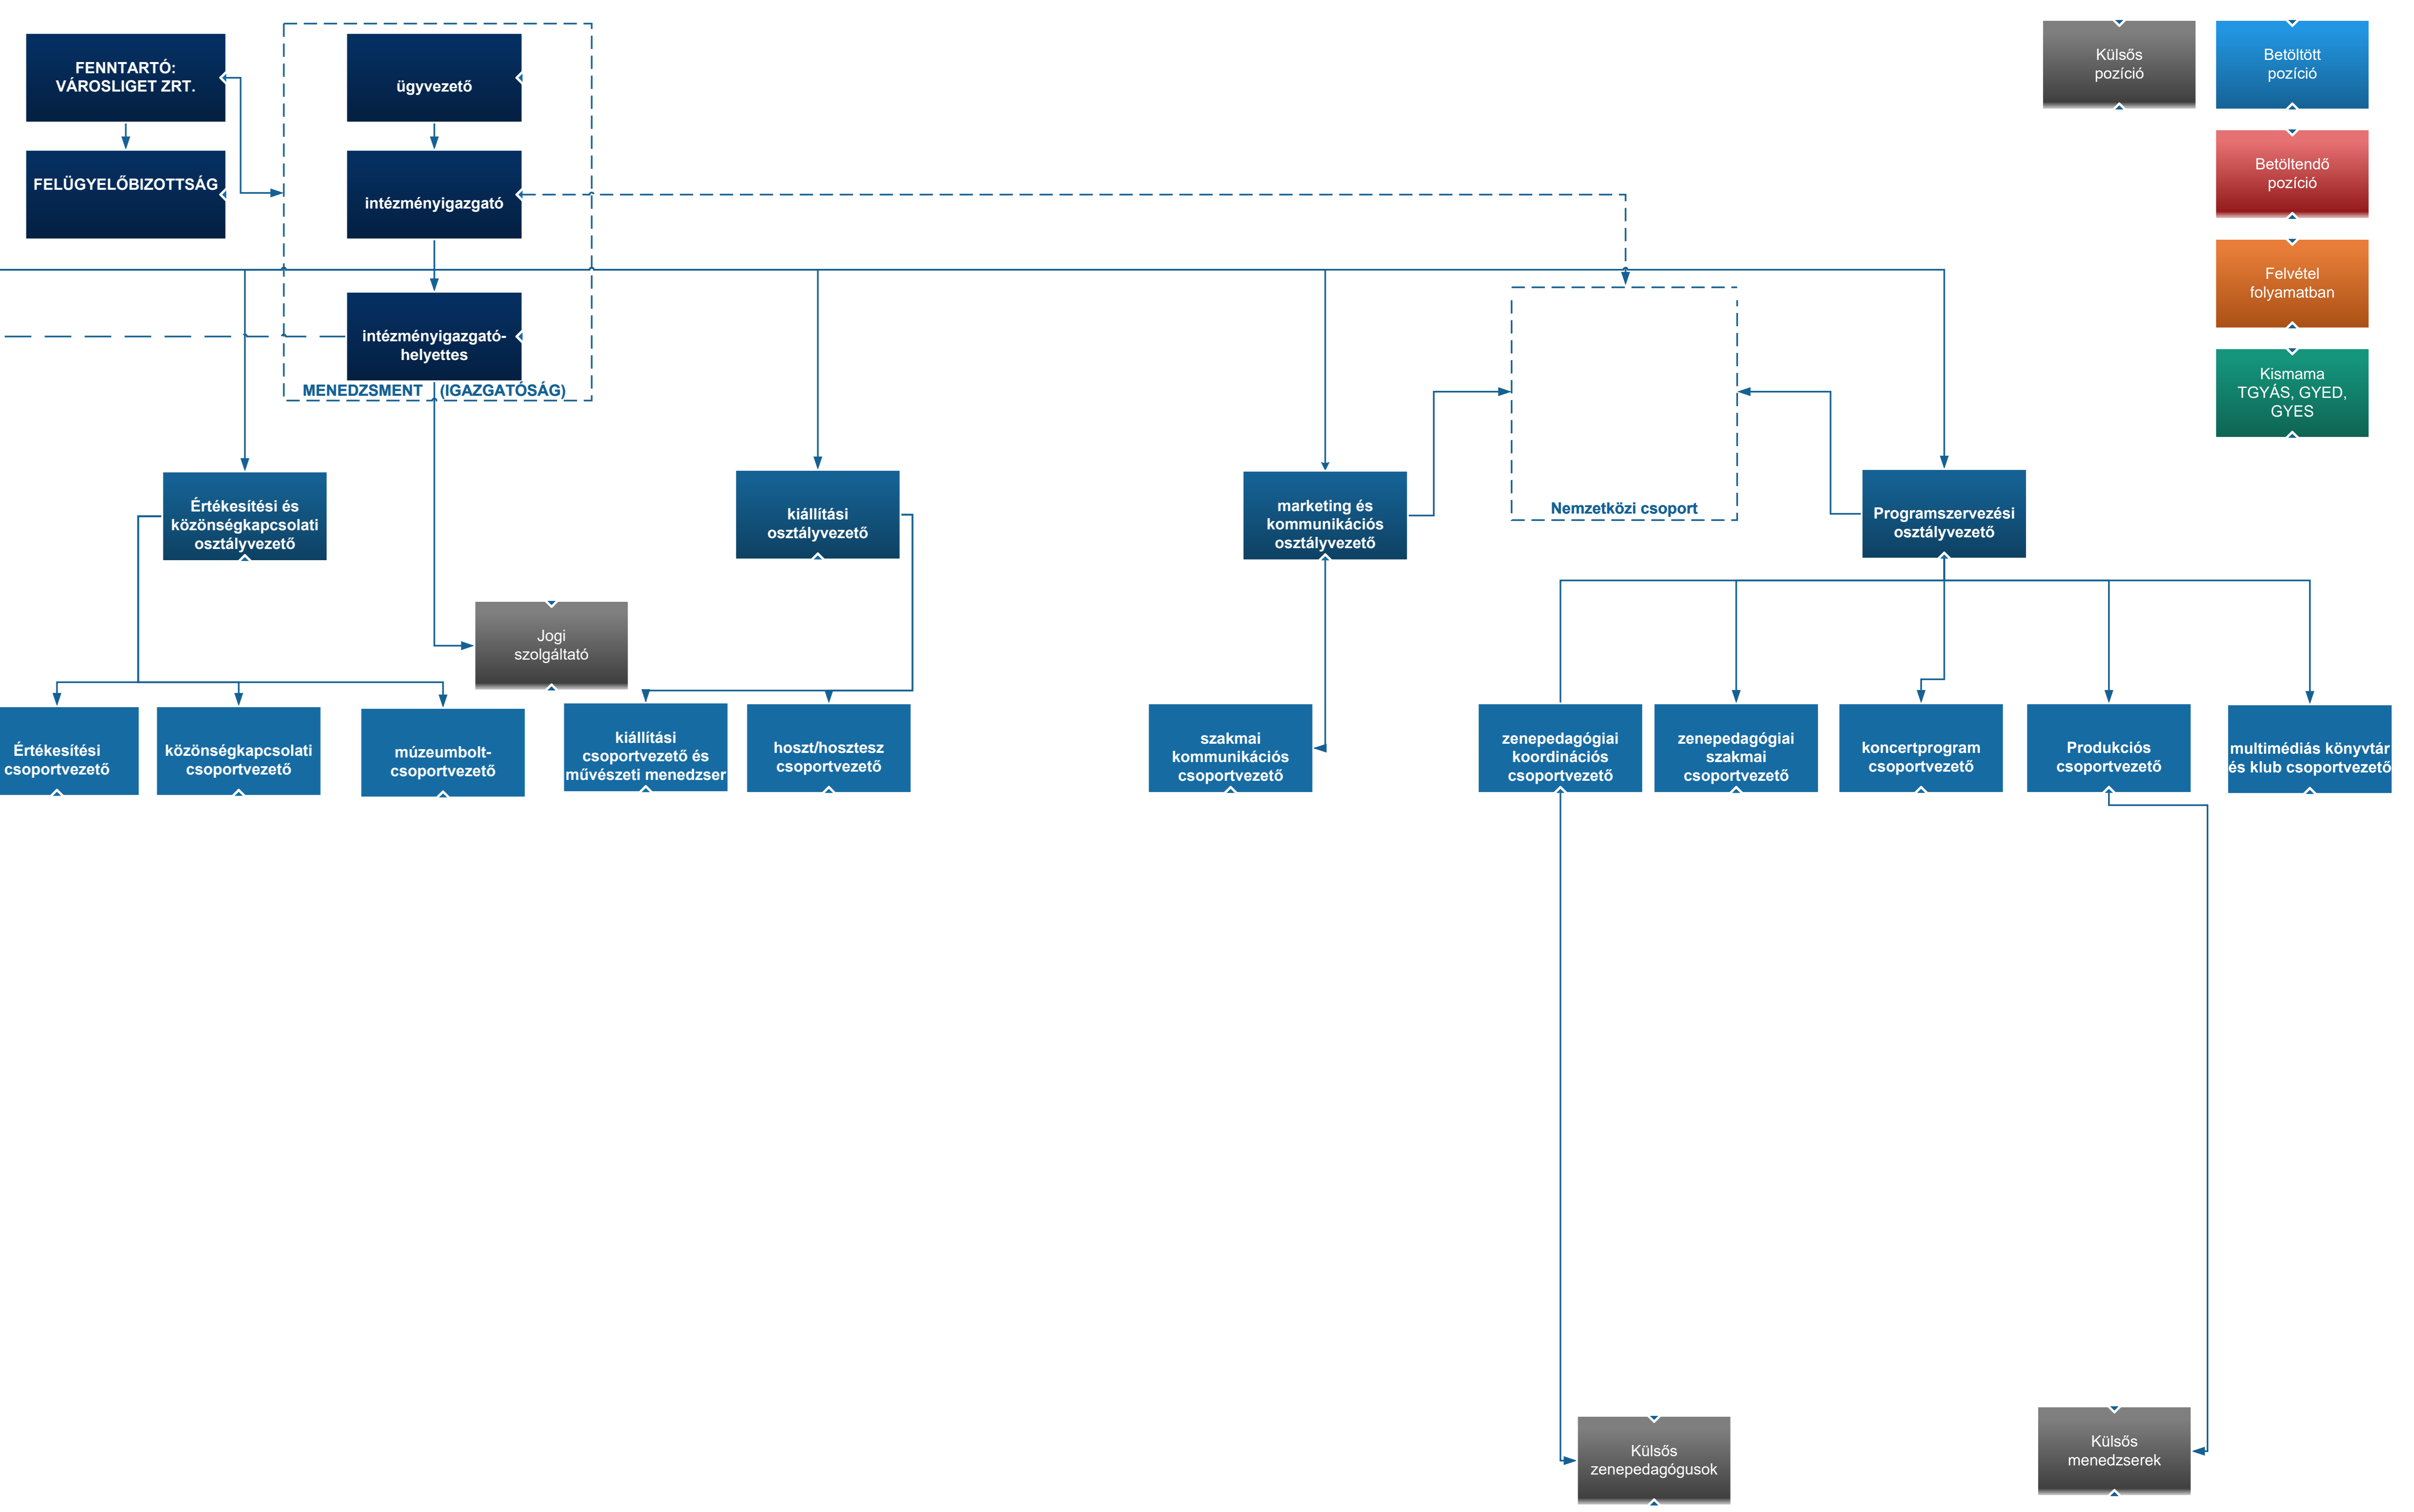 FENNTARTÓ:
VÁROSLIGET ZRT.
ügyvezető
Külsős
pozíció
Betöltött
pozíció
FELÜGYELŐBIZOTTSÁG
intézményigazgató
Betöltendő
pozíció
Felvétel
folyamatban
intézményigazgató-
helyettes
MENEDZSMENT (IGAZGATÓSÁG)
Kismama
TGYÁS, GYED,
GYES
Értékesítési és
közönségkapcsolati
osztályvezető
kiállítási
osztályvezető
marketing és
kommunikációs
osztályvezető
Nemzetközi csoport
Programszervezési
osztályvezető
Jogi
szolgáltató
Értékesítési
csoportvezető
közönségkapcsolati
csoportvezető
múzeumbolt-
csoportvezető
kiállítási
csoportvezető és
művészeti menedzser
hoszt/hosztesz
csoportvezető
szakmai
kommunikációs
csoportvezető
zenepedagógiai
koordinációs
csoportvezető
zenepedagógiai
szakmai
csoportvezető
koncertprogram
csoportvezető
Produkciós
csoportvezető
multimédiás könyvtár
és klub csoportvezető
Külsős
zenepedagógusok
Külsős
menedzserek